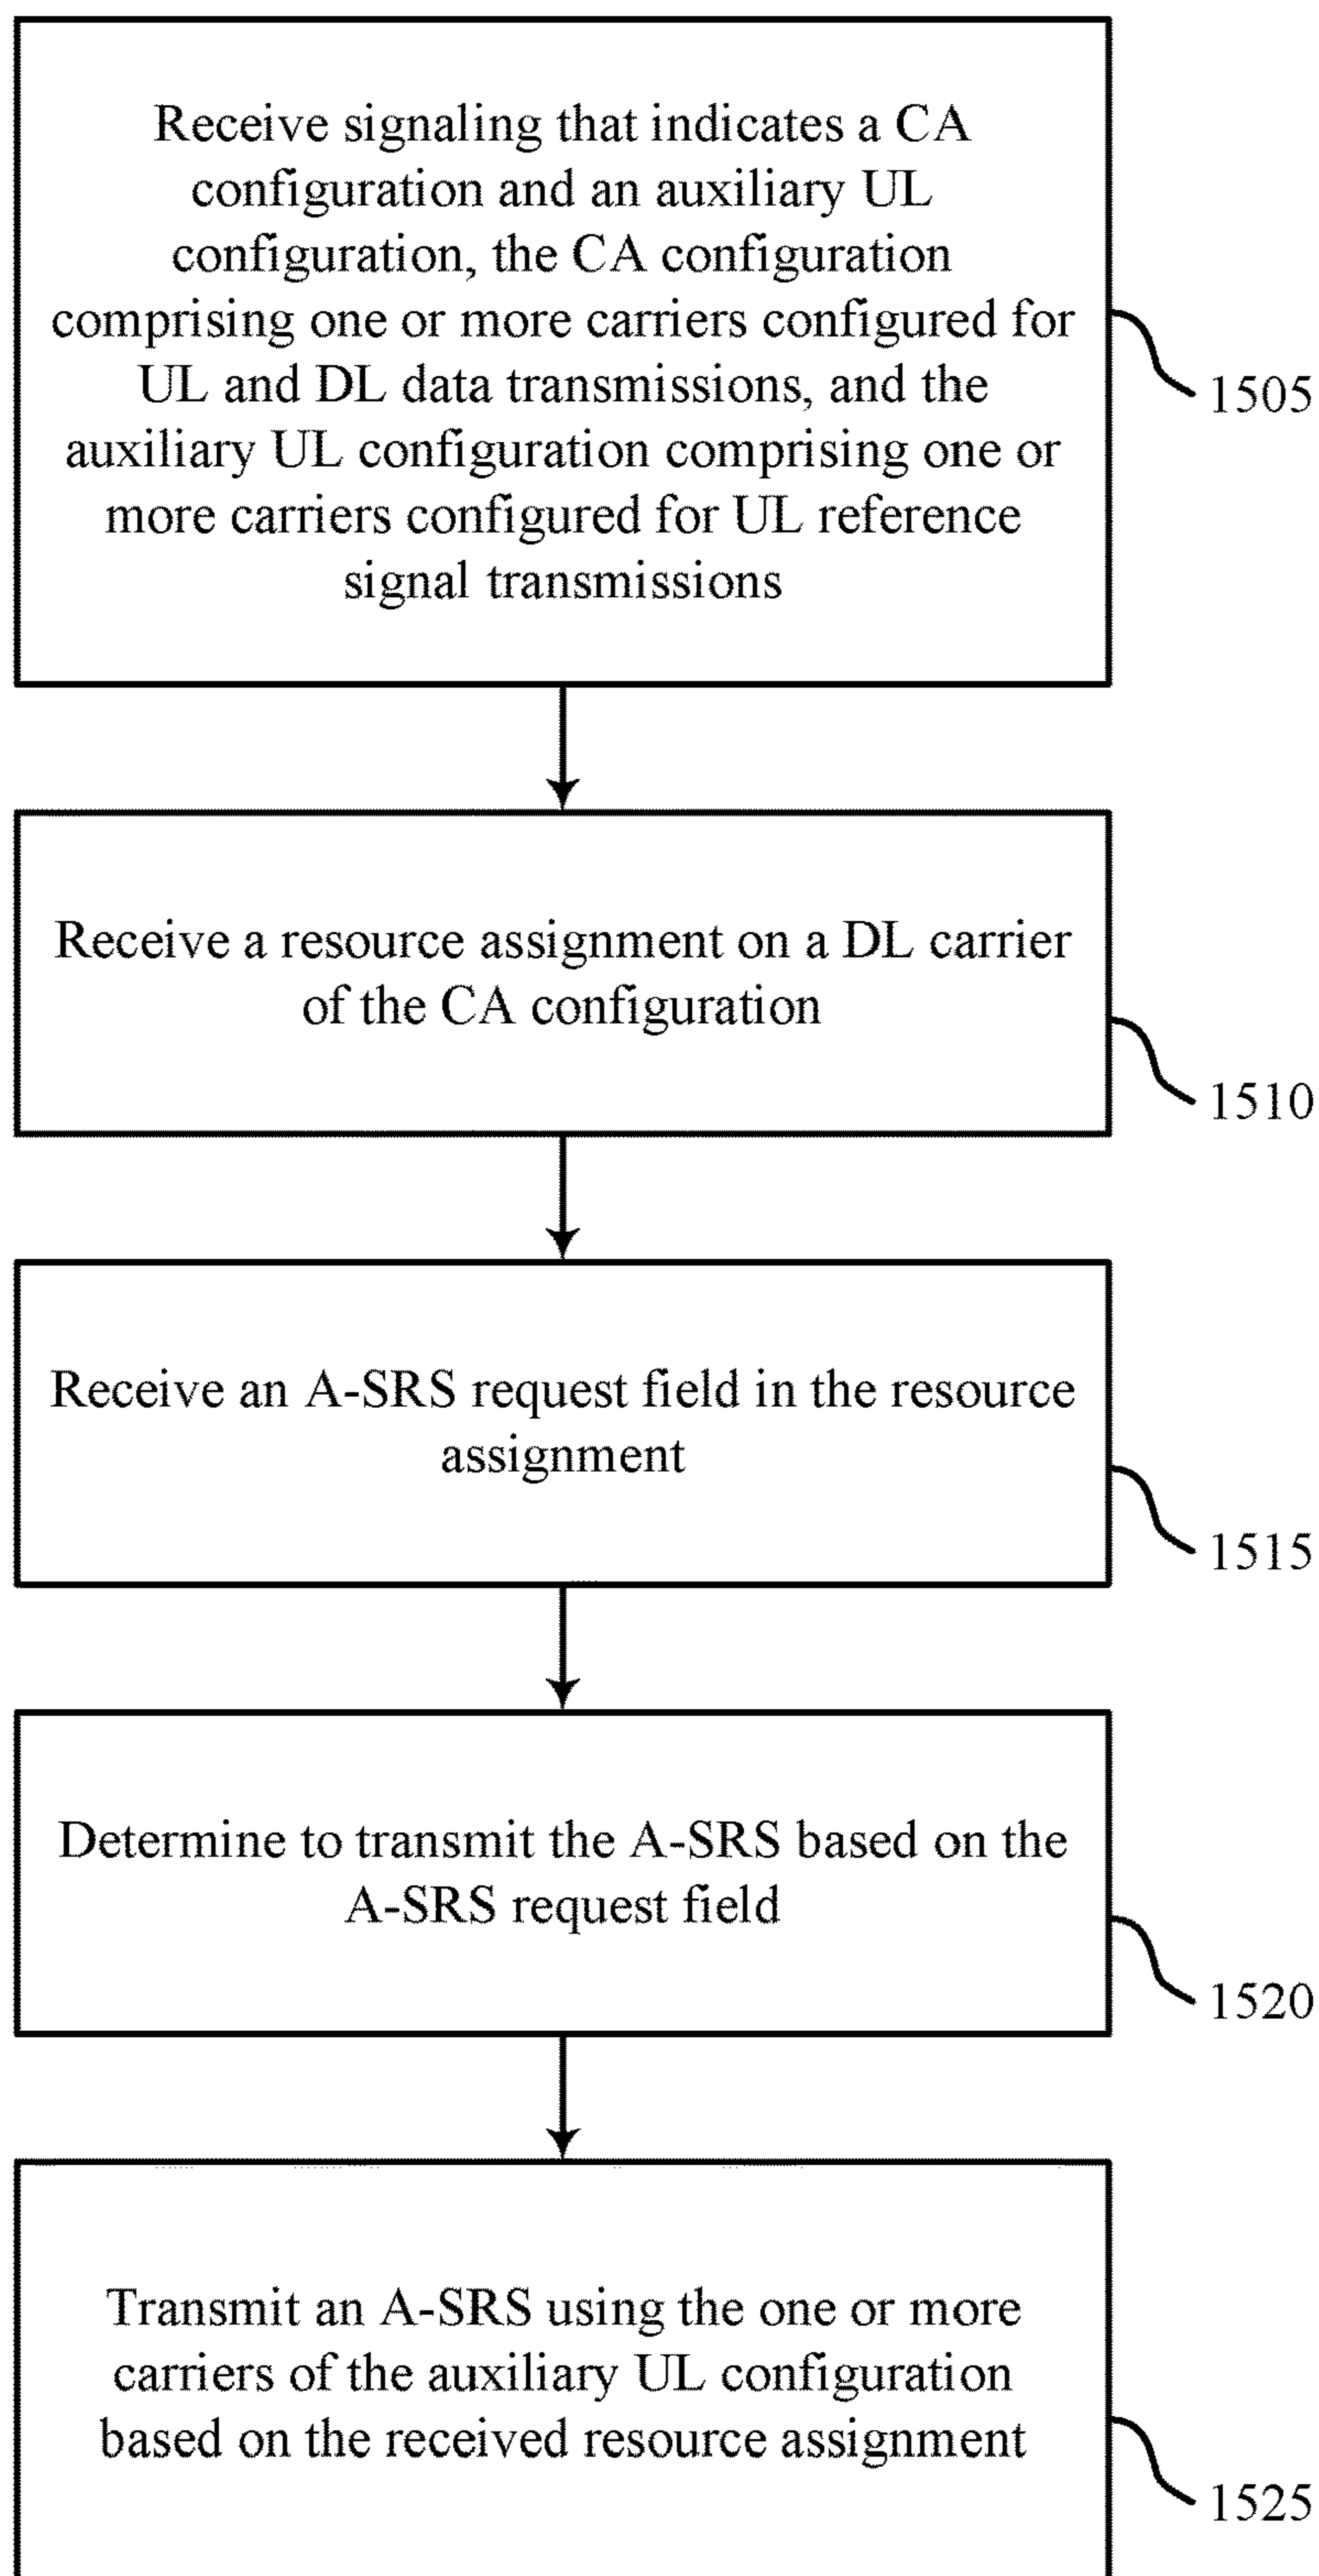 Receive signaling that indicates a CA
configuration and an auxiliary UL
configuration, the CA configuration
comprising one or more carriers configured for
UL and DL data transmissions, and the
auxiliary UL configuration comprising one or
more carriers configured for UL reference
signal transmissions
1505
Receive a resource assignment on a DL carrier
of the CA configuration
1510
Receive an A-SRS request field in the resource
assignment
1515
Determine to transmit the A-SRS based on the
A-SRS request field
1520
Transmit an A-SRS using the one or more
carriers of the auxiliary UL configuration
based on the received resource assignment
1525